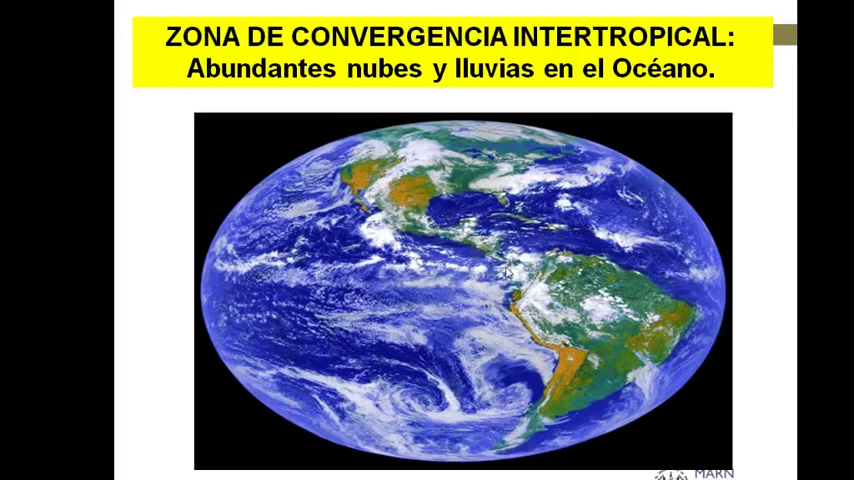 ZONA DE CONVERGENCIA INTERTROPICAL:
Abundantes nubes y lluvias en el Océano.
MARN